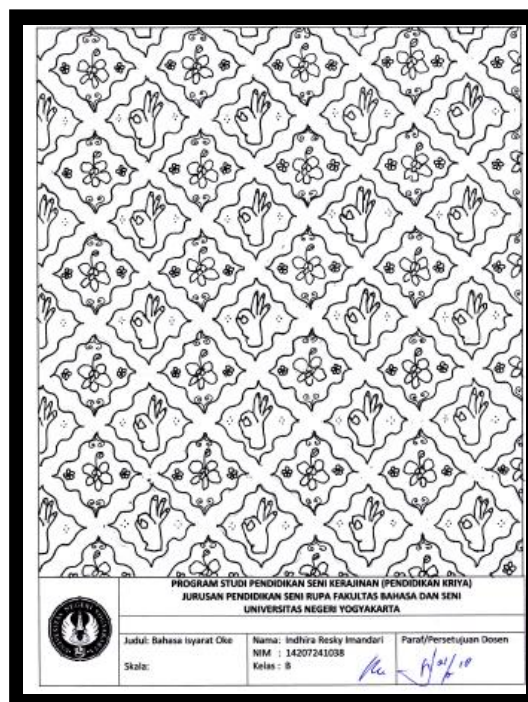 PROGRAM STUDI PENDIDIKAN SENI KERAJINAN (PENDIDIKAN KRIYA)
JURUSAN PENDIDIKAN SENI RUPA FAKULTAS BAHASA DAN SENI
UNIVERSITAS NEGERI YOGYAKARTA
Judul: Bahasa Isyarat Oke
Skala:
Nama: Indhira Resky Imandari
NIM : 14207241038
Kelas : B
Paraf/Persetujuan Dosen